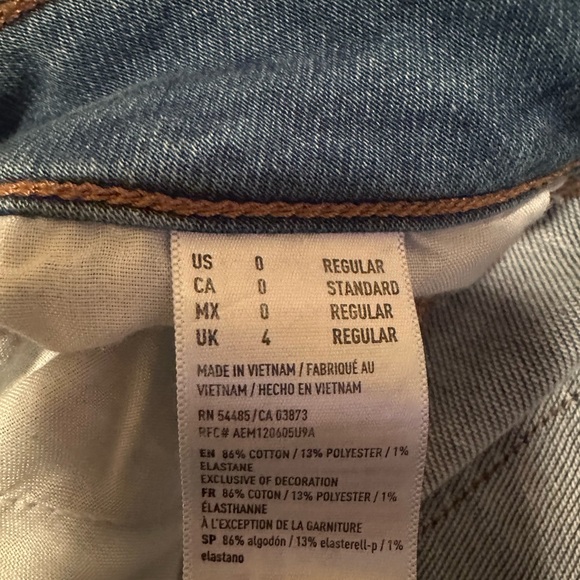 US 0 REGULAR
CA 0 STANDARD
MX 0 REGULAR
UK 4 REGULAR
MADE IN VIETNAM / FABRIQUÉ AU
VIETNAM / HECHO EN VIETNAM
RN 54485/CA 03873
RFC# AEM120605U9A
EN 86% COTTON / 13% POLYESTER / 1%
ELASTANE
EXCLUSIVE OF DECORATION
FR 86% COTON / 13% POLYESTER / 1%
ÉLASTHANNE
À L'EXCEPTION DE LA GARNITURE
SP 86% algodón / 13% elasterell-p / 1%
elastano